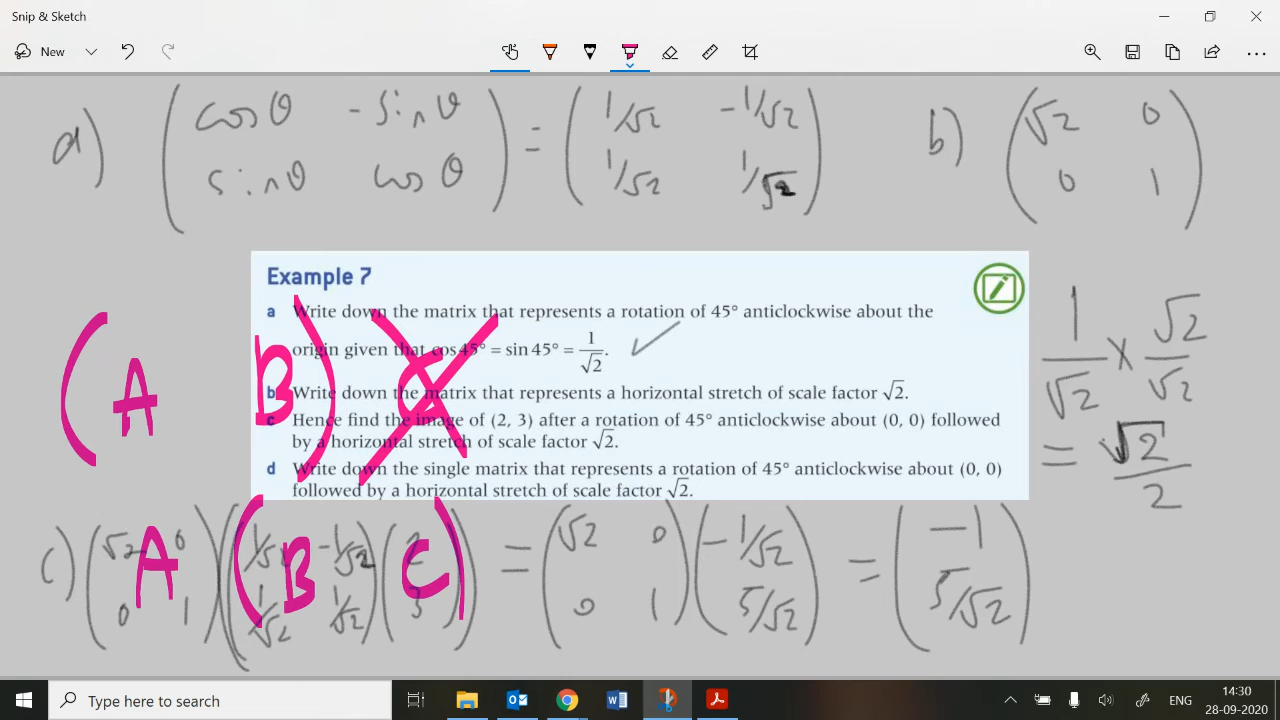 Snip & Sketch
New
a) (cosθ -sinθ) = (1/√2 -1/√2) b) (√2 0)
(sinθ cosθ) (1/√2 1/√2) (0 1)
Example 7
a Write down the matrix that represents a rotation of 45° anticlockwise about the
origin given that cos 45° = sin 45° = 1/√2.
b Write down the matrix that represents a horizontal stretch of scale factor √2.
c Hence find the image of (2, 3) after a rotation of 45° anticlockwise about (0, 0) followed
by a horizontal stretch of scale factor √2.
d Write down the single matrix that represents a rotation of 45° anticlockwise about (0, 0)
followed by a horizontal stretch of scale factor √2.
(A B) C
1/√2 × √2/√2
= √2/2
c) (√2 0) (1/√2 -1/√2) (2) = (√2 0) (-1/√2) = (-1)
(0 1) (1/√2 1/√2) (3) (0 1) (5/√2) (5/√2)
A (B C)
Type here to search
ENG
14:30
28-09-2020